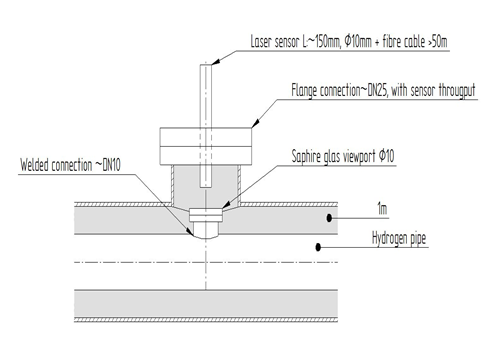 Laser sensor L~150mm, Φ10mm + fibre cable >50m
Flange connection~DN25, with sensor througput
Saphire glas viewport Φ10
Welded connection ~DN10
1m
Hydrogen pipe